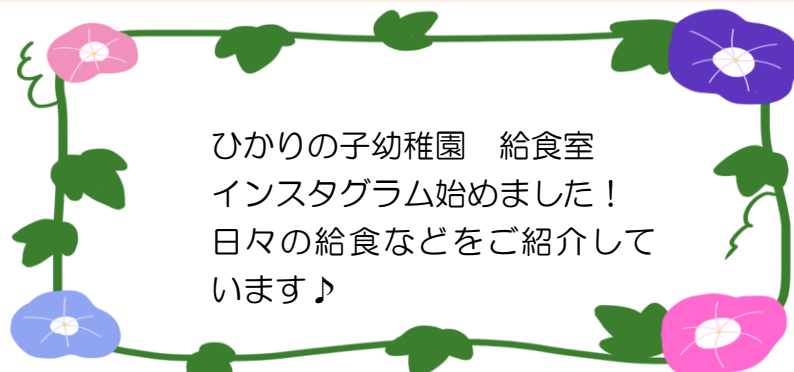 ひかりの子幼稚園　給食室
インスタグラム始めました！
日々の給食などをご紹介して
います♪